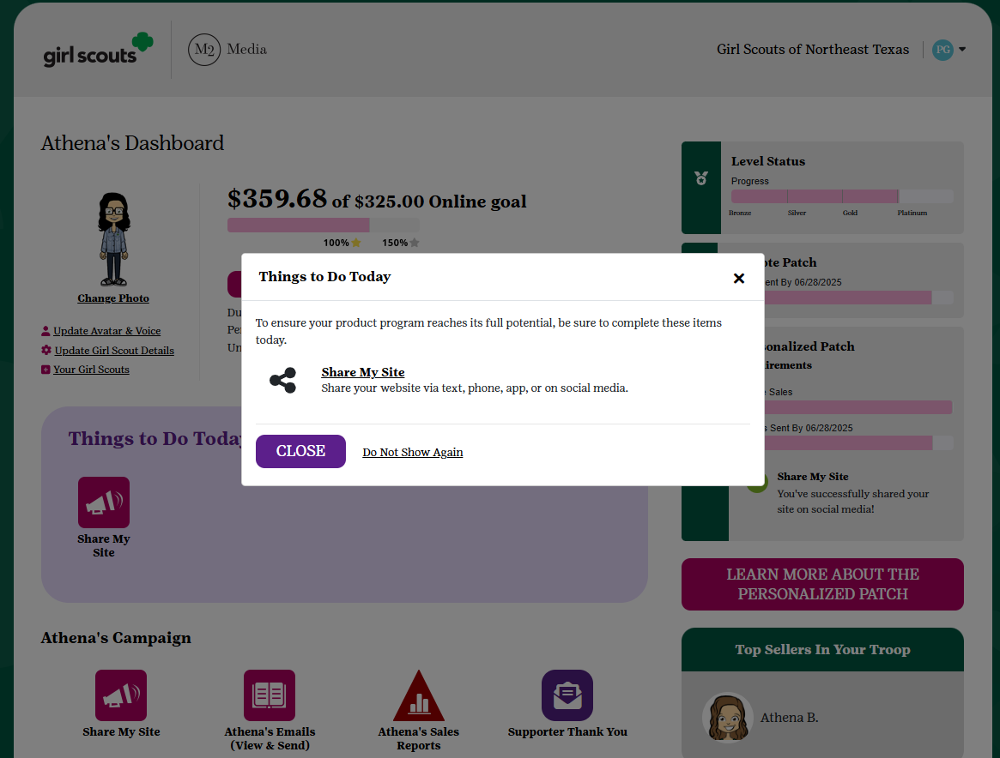 girl scouts
M2 Media
Girl Scouts of Northeast Texas
PG
Athena's Dashboard
Change Photo
Update Avatar & Voice
Update Girl Scout Details
Your Girl Scouts
$359.68 of $325.00 Online goal
100%
150%
Du
Per
Un
Level Status
Progress
Bronze
Silver
Gold
Platinum
Patch
ent By 06/28/2025
onalized Patch
irements
Sales
s Sent By 06/28/2025
Share My Site
You've successfully shared your
site on social media!
LEARN MORE ABOUT THE
PERSONALIZED PATCH
Top Sellers In Your Troop
Athena B.
Things to Do Today
To ensure your product program reaches its full potential, be sure to complete these items
today.
Share My Site
Share your website via text, phone, app, or on social media.
CLOSE
Do Not Show Again
Things to Do Today
Share My
Site
Athena's Campaign
Share My Site
Athena's Emails
(View & Send)
Athena's Sales
Reports
Supporter Thank You